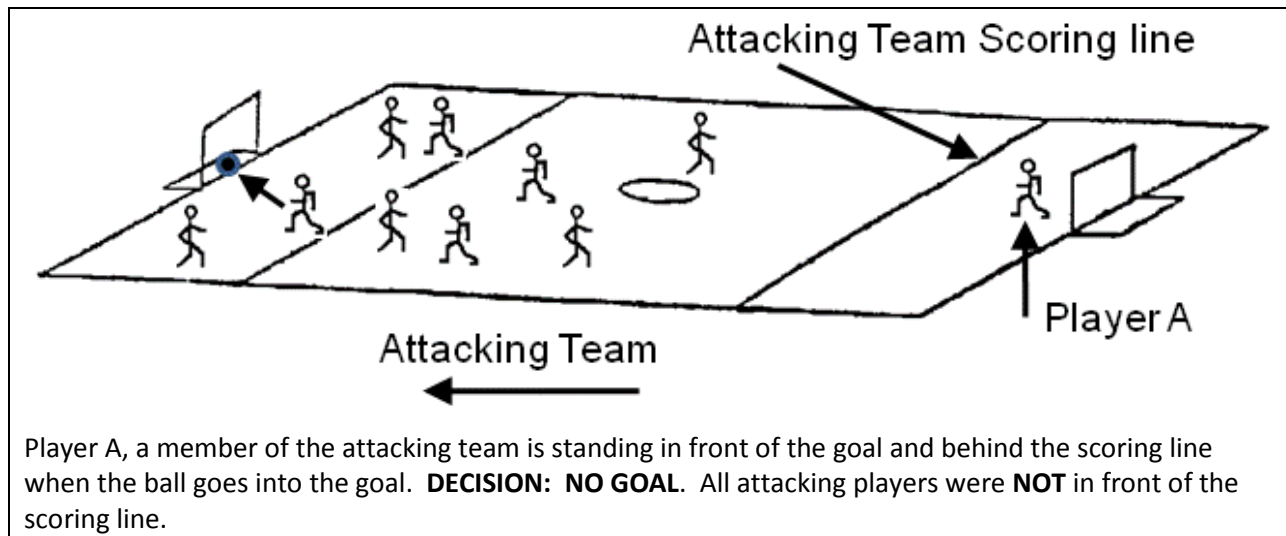 Attacking Team Scoring line
Player A
Attacking Team
Player A, a member of the attacking team is standing in front of the goal and behind the scoring line
when the ball goes into the goal.  DECISION:  NO GOAL.  All attacking players were NOT in front of the
scoring line.